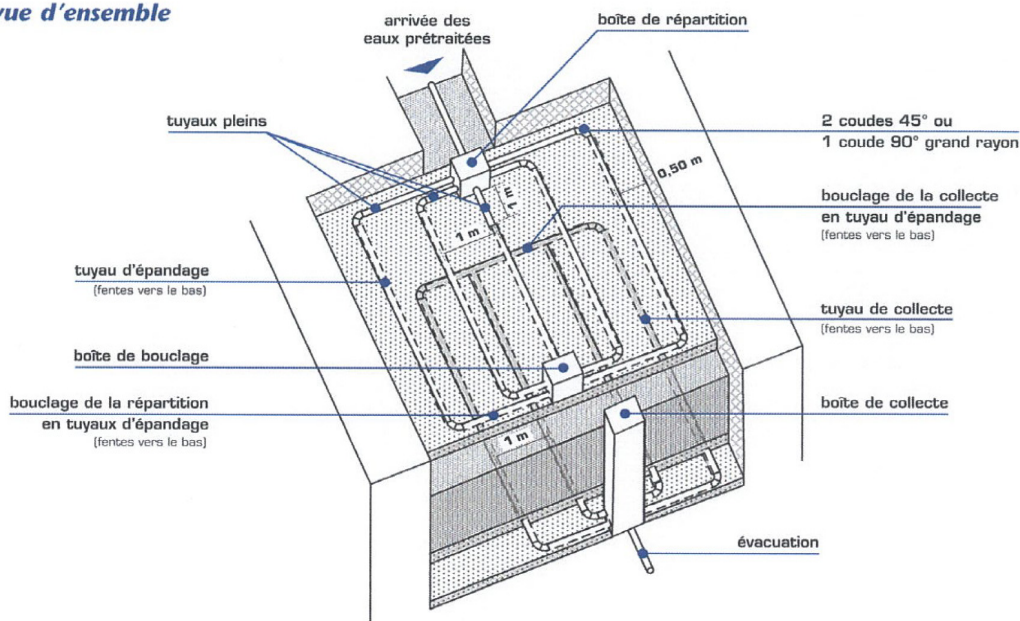 vue d'ensemble
arrivée des
eaux prétraitées
boîte de répartition
tuyaux pleins
2 coudes 45° ou
1 coude 90° grand rayon
0,50 m
1 m
bouclage de la collecte
en tuyau d'épandage
(fentes vers le bas)
1 m
tuyau d'épandage
(fentes vers le bas)
tuyau de collecte
(fentes vers le bas)
boîte de bouclage
bouclage de la répartition
en tuyaux d'épandage
(fentes vers le bas)
boîte de collecte
1 m
évacuation